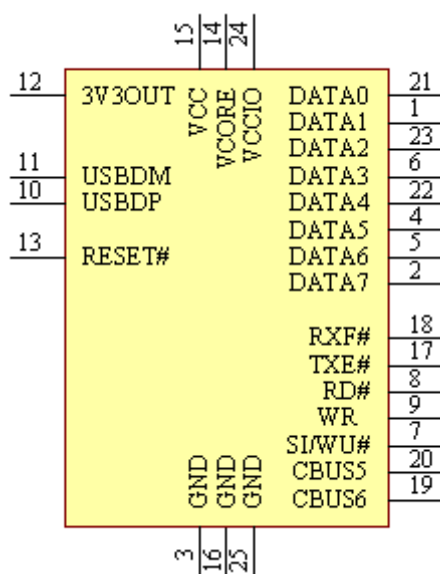 15 14 24
12 3V3OUT VCC VCORE VCCIO DATA0 21
DATA1 1
DATA2 23
11 USBDM DATA3 6
10 USBDP DATA4 22
DATA5 4
13 RESET# DATA6 5
DATA7 2
RXF# 18
TXE# 17
RD# 8
WR 9
SI/WU# 7
CBUS5 20
CBUS6 19
GND GND GND
3 16 25